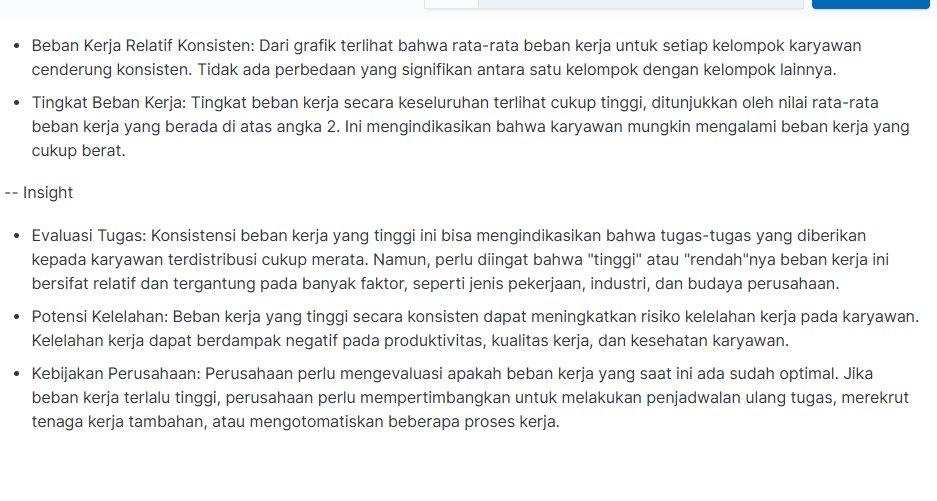 Beban Kerja Relatif Konsisten: Dari grafik terlihat bahwa rata-rata beban kerja untuk setiap kelompok karyawan
cenderung konsisten. Tidak ada perbedaan yang signifikan antara satu kelompok dengan kelompok lainnya.
Tingkat Beban Kerja: Tingkat beban kerja secara keseluruhan terlihat cukup tinggi, ditunjukkan oleh nilai rata-rata
beban kerja yang berada di atas angka 2. Ini mengindikasikan bahwa karyawan mungkin mengalami beban kerja yang
cukup berat.
-- Insight
Evaluasi Tugas: Konsistensi beban kerja yang tinggi ini bisa mengindikasikan bahwa tugas-tugas yang diberikan
kepada karyawan terdistribusi cukup merata. Namun, perlu diingat bahwa "tinggi" atau "rendah"nya beban kerja ini
bersifat relatif dan tergantung pada banyak faktor, seperti jenis pekerjaan, industri, dan budaya perusahaan.
Potensi Kelelahan: Beban kerja yang tinggi secara konsisten dapat meningkatkan risiko kelelahan kerja pada karyawan.
Kelelahan kerja dapat berdampak negatif pada produktivitas, kualitas kerja, dan kesehatan karyawan.
Kebijakan Perusahaan: Perusahaan perlu mengevaluasi apakah beban kerja yang saat ini ada sudah optimal. Jika
beban kerja terlalu tinggi, perusahaan perlu mempertimbangkan untuk melakukan penjadwalan ulang tugas, merekrut
tenaga kerja tambahan, atau mengotomatiskan beberapa proses kerja.